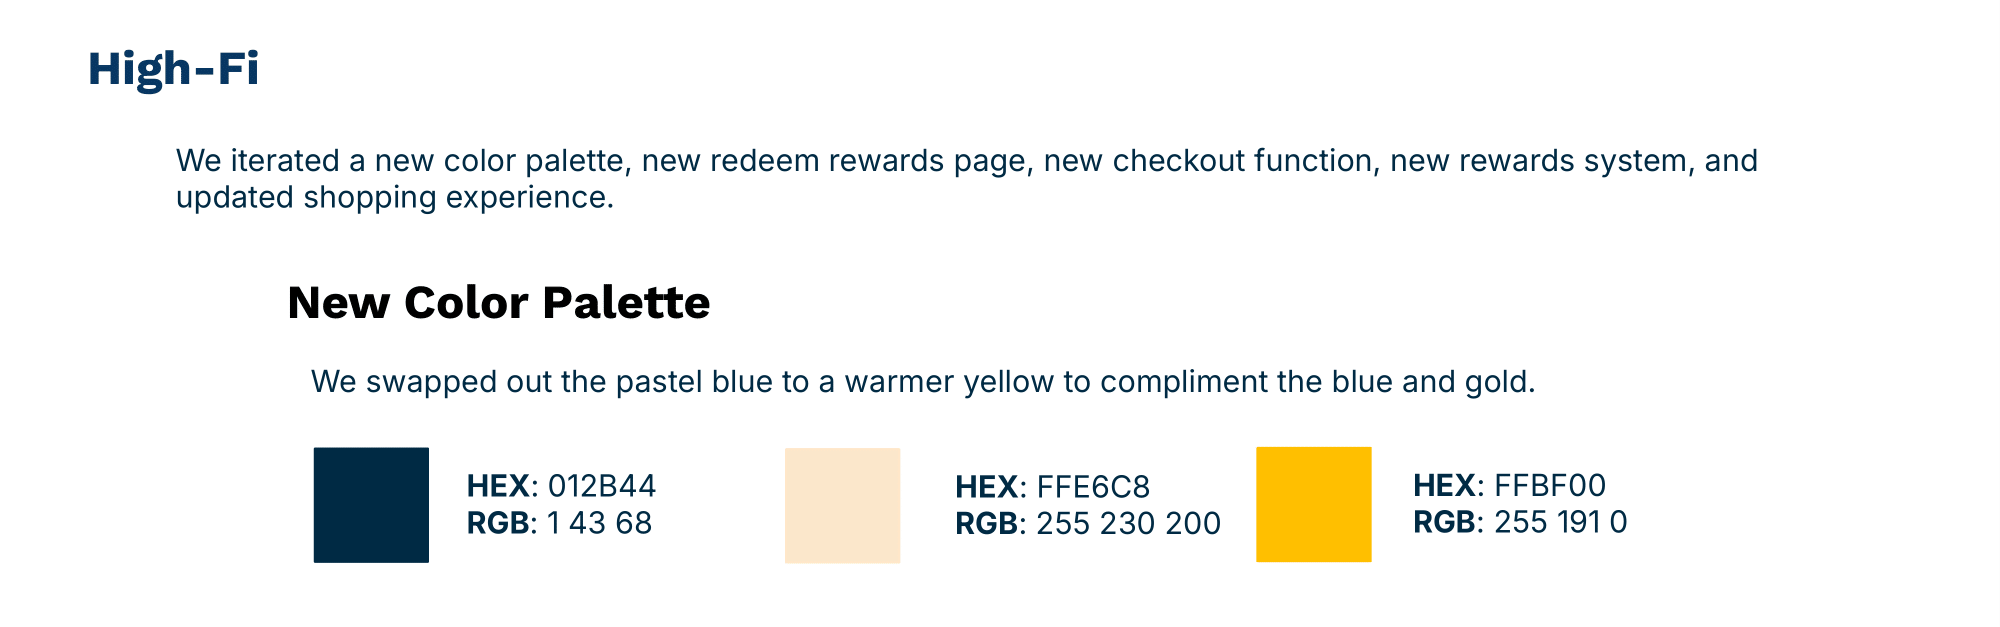 High-Fi
We iterated a new color palette, new redeem rewards page, new checkout function, new rewards system, and
updated shopping experience.
New Color Palette
We swapped out the pastel blue to a warmer yellow to compliment the blue and gold.
HEX: 012B44
RGB: 1 43 68
HEX: FFE6C8
RGB: 255 230 200
HEX: FFBF00
RGB: 255 191 0